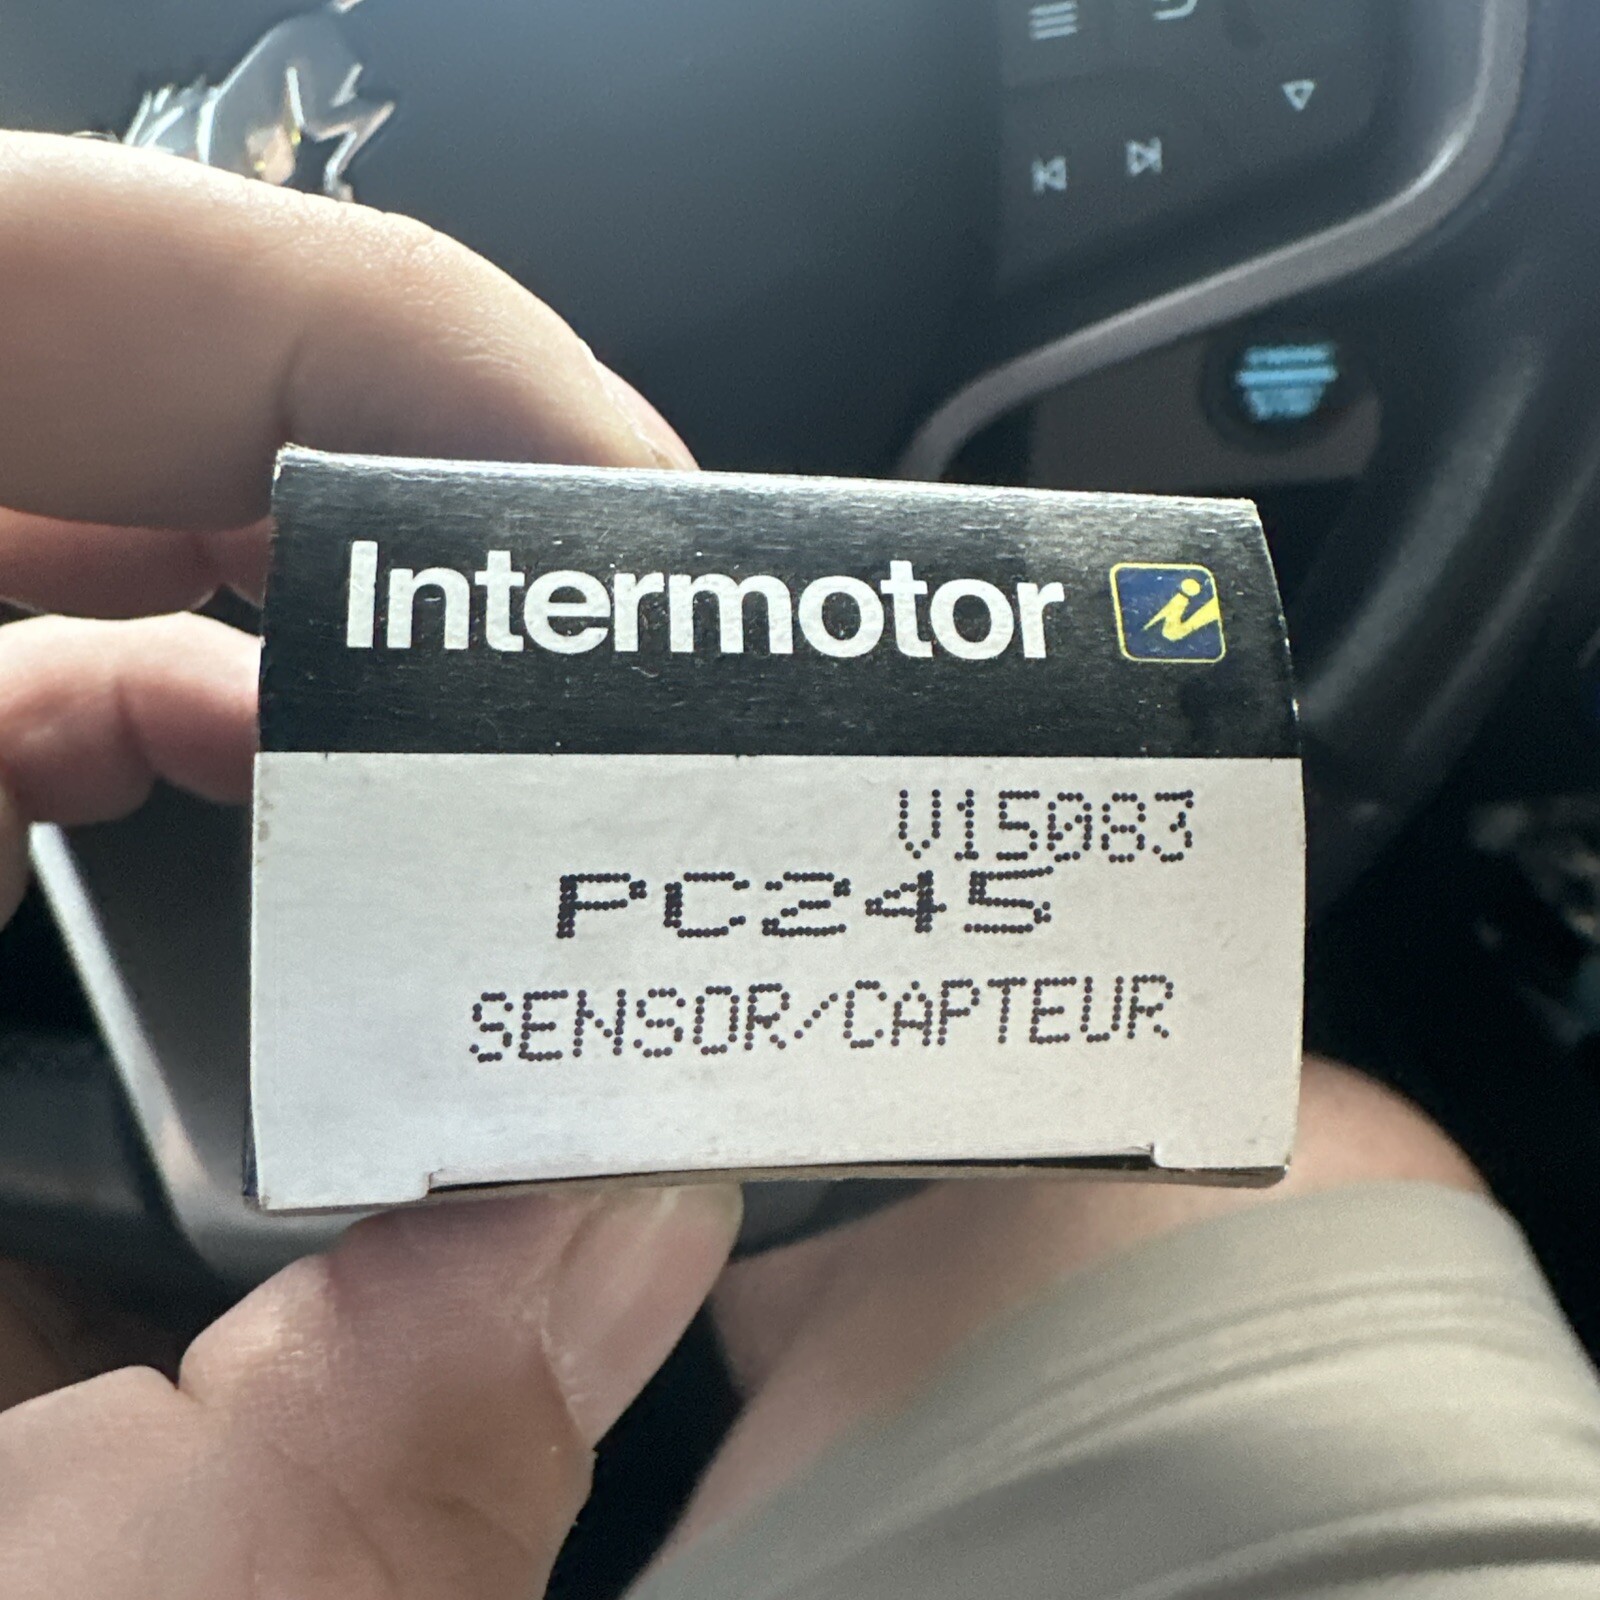 Intermotor
V15083
PC245
SENSOR/CAPTEUR